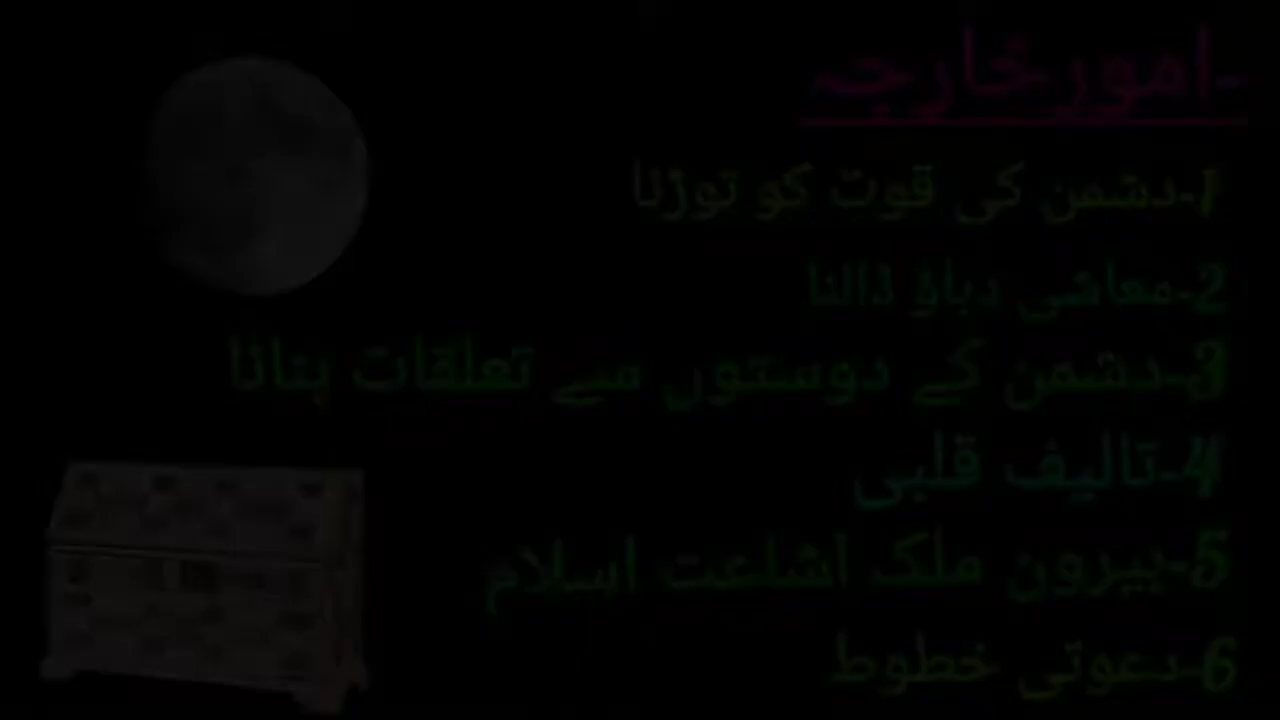 -امور خارجہ
1-دشمن کی قوت کو توڑنا
2-معاشی دباؤ ڈالنا
3-دشمن کے دوستوں سے تعلقات بنانا
4-تالیف قلبی
5-بیرون ملک اشاعت اسلام
6-دعوتی خطوط